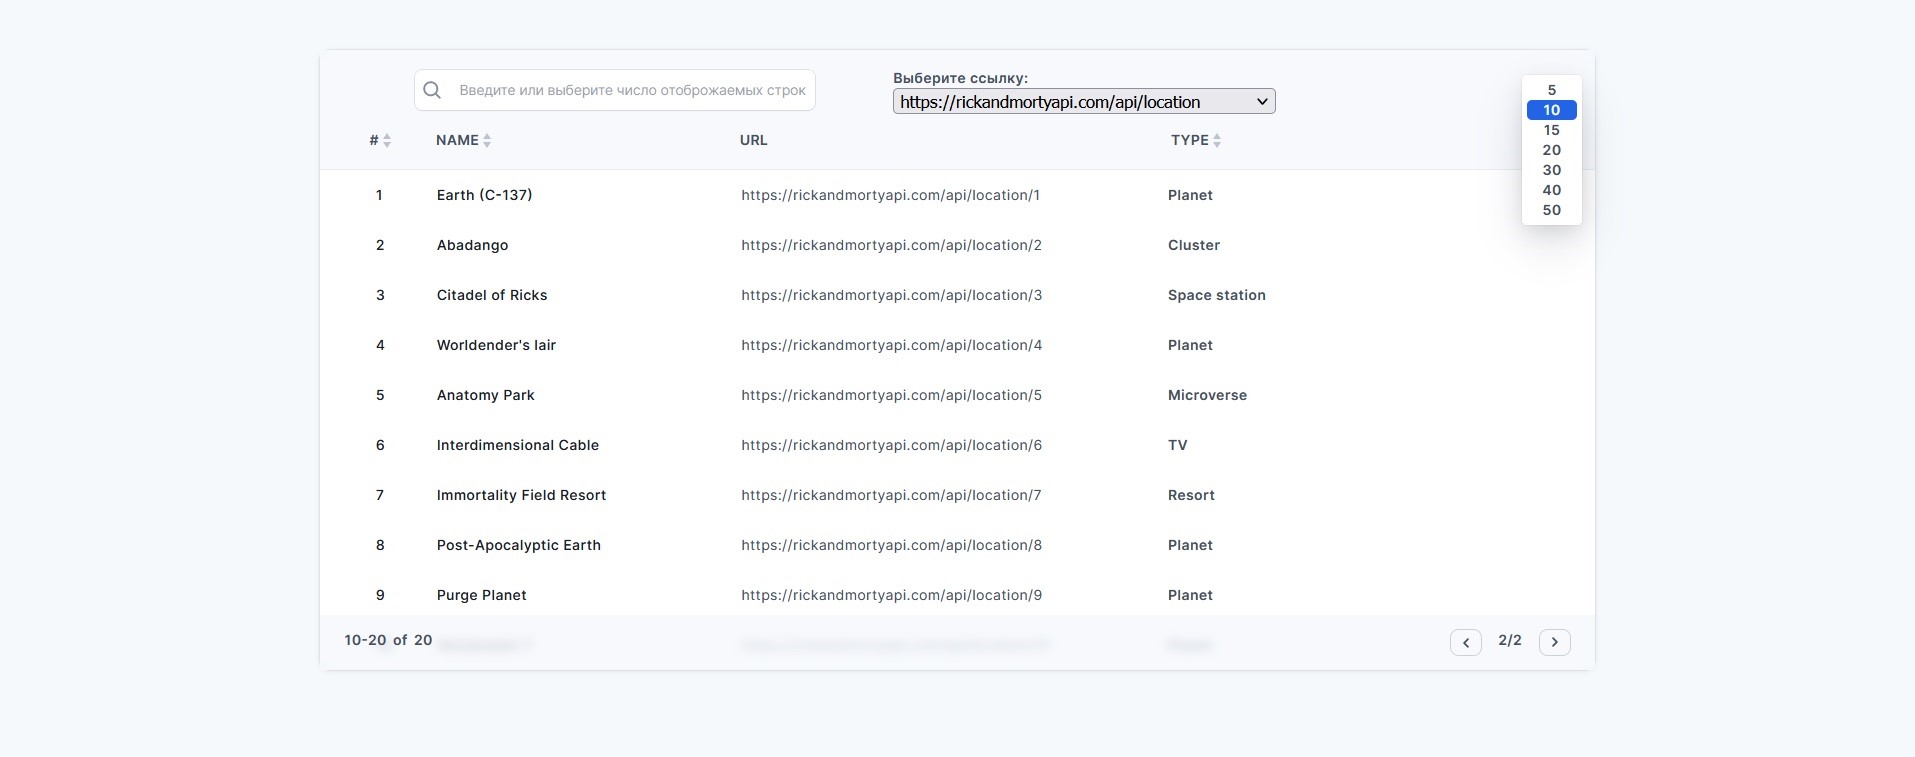 Выберите ссылку:
Введите или выберите число отоброжаемых строк
https://rickandmortyapi.com/api/location
5
10
15
20
30
40
50
# NAME URL TYPE
1 Earth (C-137) https://rickandmortyapi.com/api/location/1 Planet
2 Abadango https://rickandmortyapi.com/api/location/2 Cluster
3 Citadel of Ricks https://rickandmortyapi.com/api/location/3 Space station
4 Worldender's lair https://rickandmortyapi.com/api/location/4 Planet
5 Anatomy Park https://rickandmortyapi.com/api/location/5 Microverse
6 Interdimensional Cable https://rickandmortyapi.com/api/location/6 TV
7 Immortality Field Resort https://rickandmortyapi.com/api/location/7 Resort
8 Post-Apocalyptic Earth https://rickandmortyapi.com/api/location/8 Planet
9 Purge Planet https://rickandmortyapi.com/api/location/9 Planet
10-20 of 20 2/2